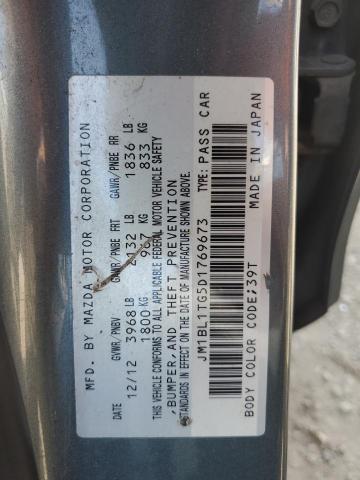 MFD. BY MAZDA MOTOR CORPORATION
DATE GVWR/PNBV GAWR/PNBE FRT GAWR/PNBE RR
12/12 3968 LB 2132 LB 1836 LB
1800 KG 967 KG 833 KG
THIS VEHICLE CONFORMS TO ALL APPLICABLE FEDERAL MOTOR VEHICLE SAFETY
,BUMPER,AND THEFT PREVENTION
STANDARDS IN EFFECT ON THE DATE OF MANUFACTURE SHOWN ABOVE.
JM1BL1TG5D1769673 TYPE: PASS CAR
BODY COLOR CODE;39T MADE IN JAPAN